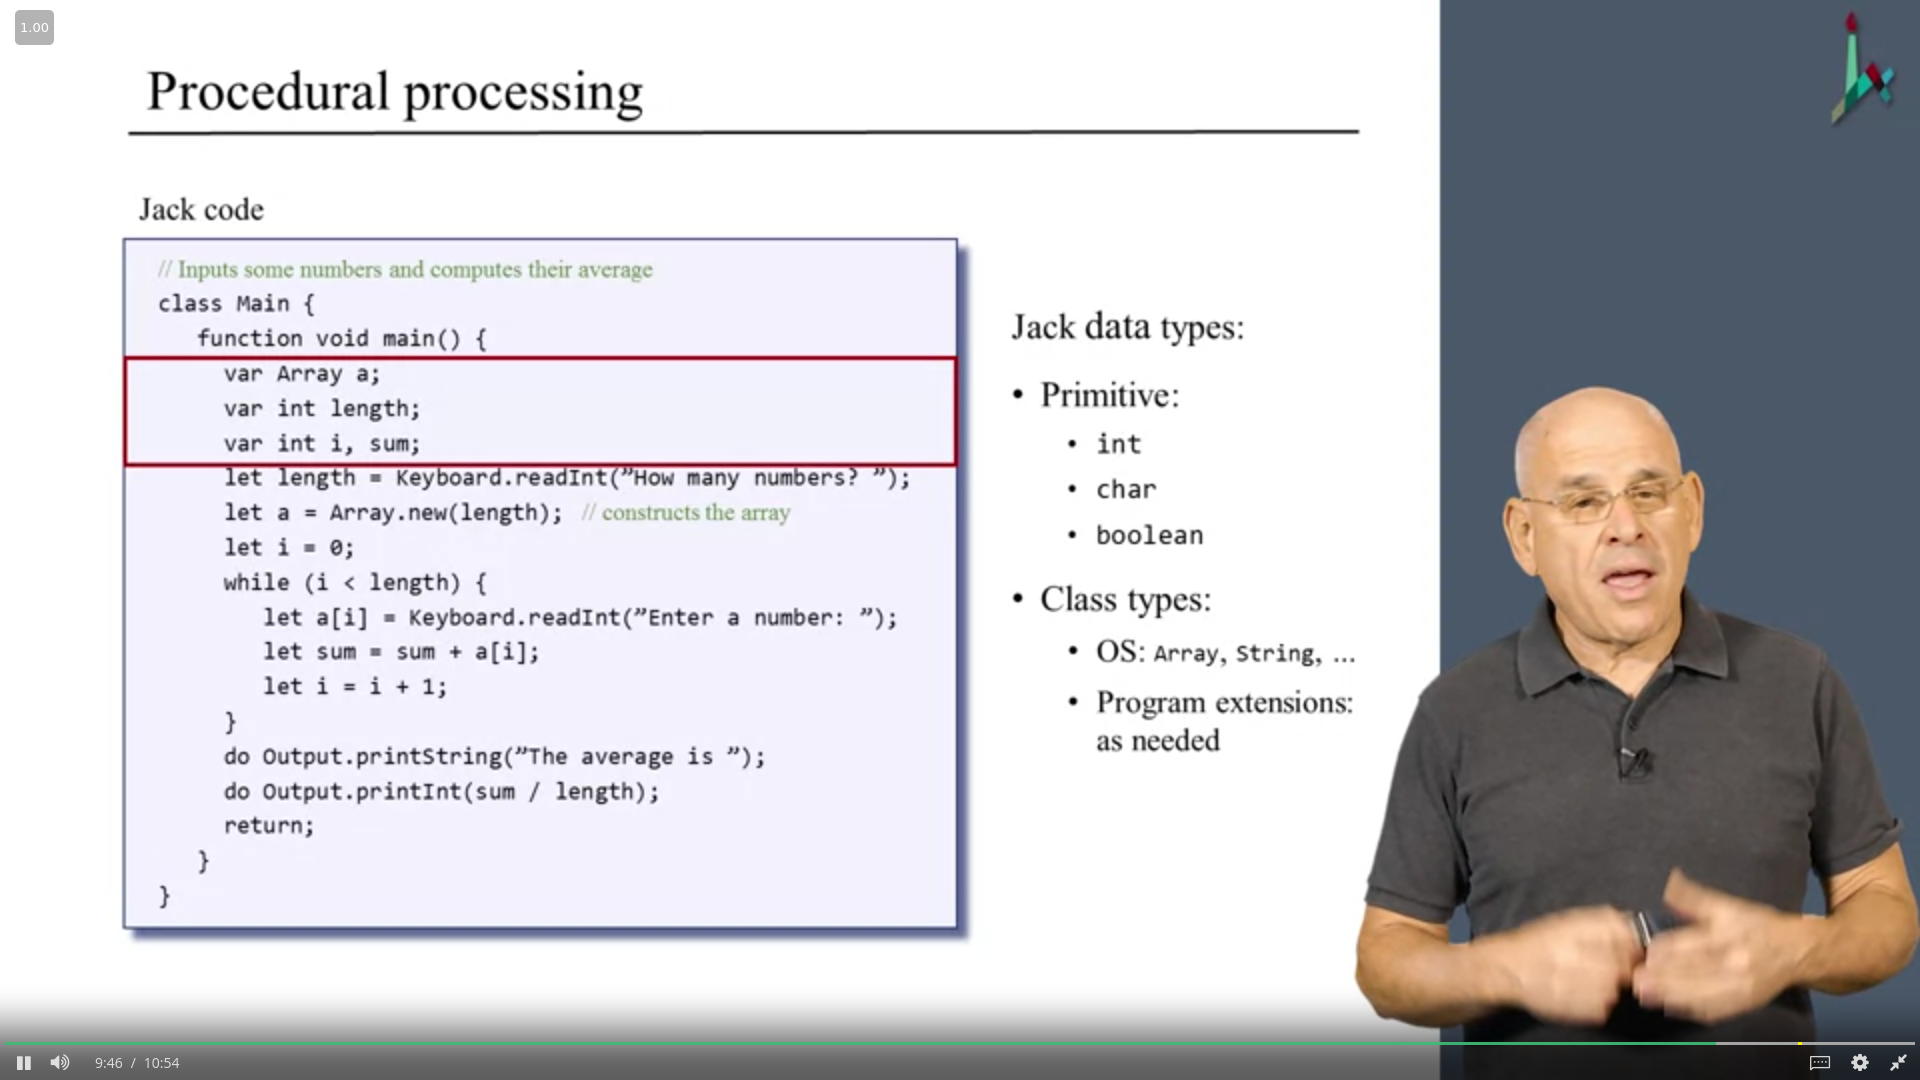 1.00
Procedural processing
Jack code
// Inputs some numbers and computes their average
class Main {
function void main() {
var Array a;
var int length;
var int i, sum;
let length = Keyboard.readInt(”How many numbers? ”);
let a = Array.new(length); // constructs the array
let i = 0;
while (i < length) {
let a[i] = Keyboard.readInt(”Enter a number: ”);
let sum = sum + a[i];
let i = i + 1;
}
do Output.printString(”The average is ”);
do Output.printInt(sum / length);
return;
}
}
Jack data types:
• Primitive:
• int
• char
• boolean
• Class types:
• OS: Array, String, ...
• Program extensions:
as needed
9:46 / 10:54